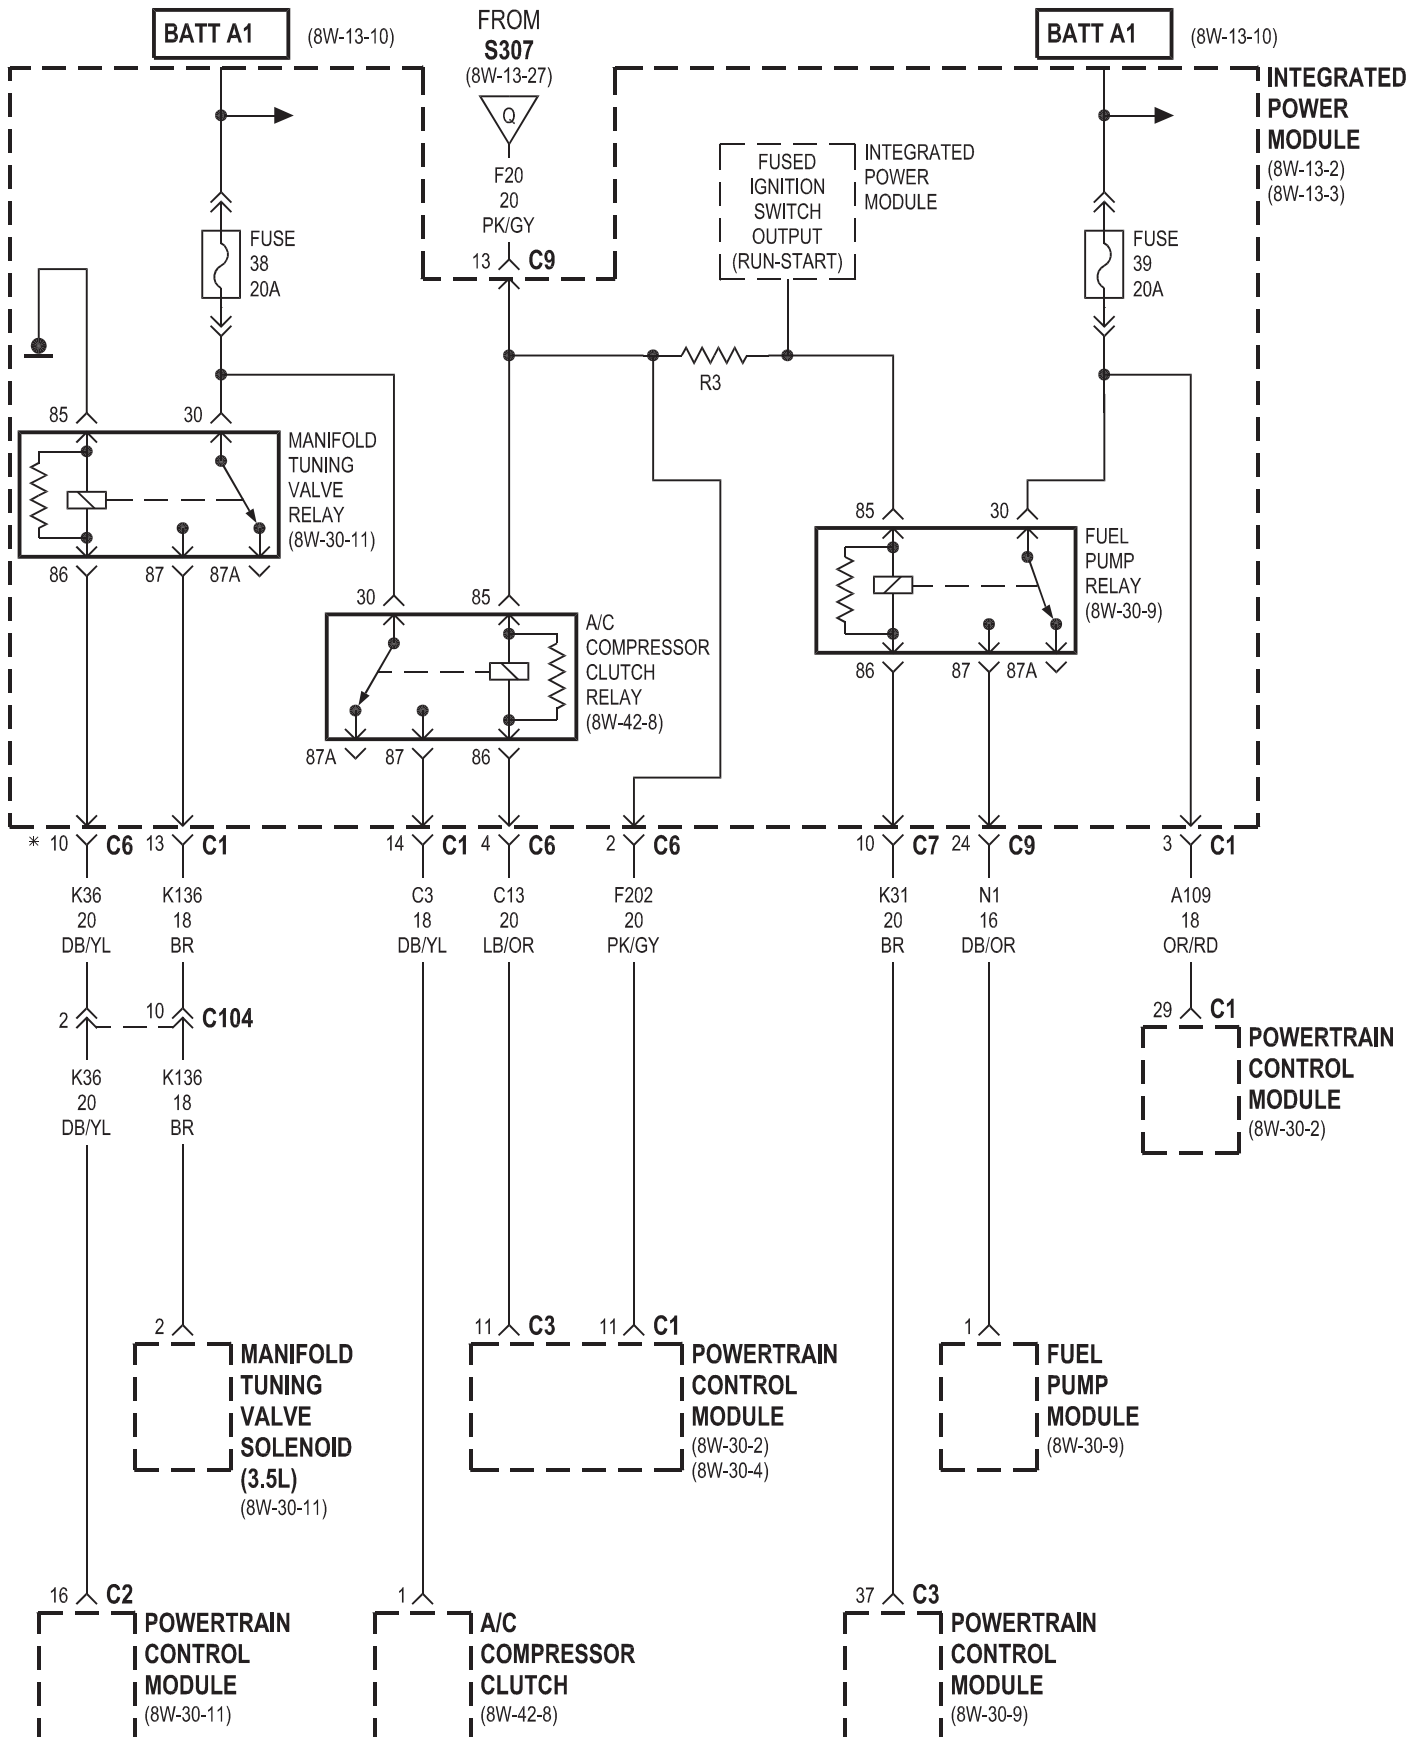 BATT A1
(8W-13-10)
FROM
S307
(8W-13-27)
Q
F20
20
PK/GY
13
C9
BATT A1
(8W-13-10)
INTEGRATED
POWER
MODULE
(8W-13-2)
(8W-13-3)
FUSED
IGNITION
SWITCH
OUTPUT
(RUN-START)
INTEGRATED
POWER
MODULE
FUSE
38
20A
FUSE
39
20A
R3
85
30
MANIFOLD
TUNING
VALVE
RELAY
(8W-30-11)
86
87
87A
30
85
A/C
COMPRESSOR
CLUTCH
RELAY
(8W-42-8)
87A
87
86
85
30
FUEL
PUMP
RELAY
(8W-30-9)
86
87
87A
* 10 C6
13 C1
14 C1
4 C6
2 C6
10 C7
24 C9
3 C1
K36
20
DB/YL
K136
18
BR
C3
18
DB/YL
C13
20
LB/OR
F202
20
PK/GY
K31
20
BR
N1
16
DB/OR
A109
18
OR/RD
2
10
C104
K36
20
DB/YL
K136
18
BR
29 C1
POWERTRAIN
CONTROL
MODULE
(8W-30-2)
2
MANIFOLD
TUNING
VALVE
SOLENOID
(3.5L)
(8W-30-11)
11 C3
11 C1
POWERTRAIN
CONTROL
MODULE
(8W-30-2)
(8W-30-4)
1
FUEL
PUMP
MODULE
(8W-30-9)
16 C2
POWERTRAIN
CONTROL
MODULE
(8W-30-11)
1
A/C
COMPRESSOR
CLUTCH
(8W-42-8)
37 C3
POWERTRAIN
CONTROL
MODULE
(8W-30-9)